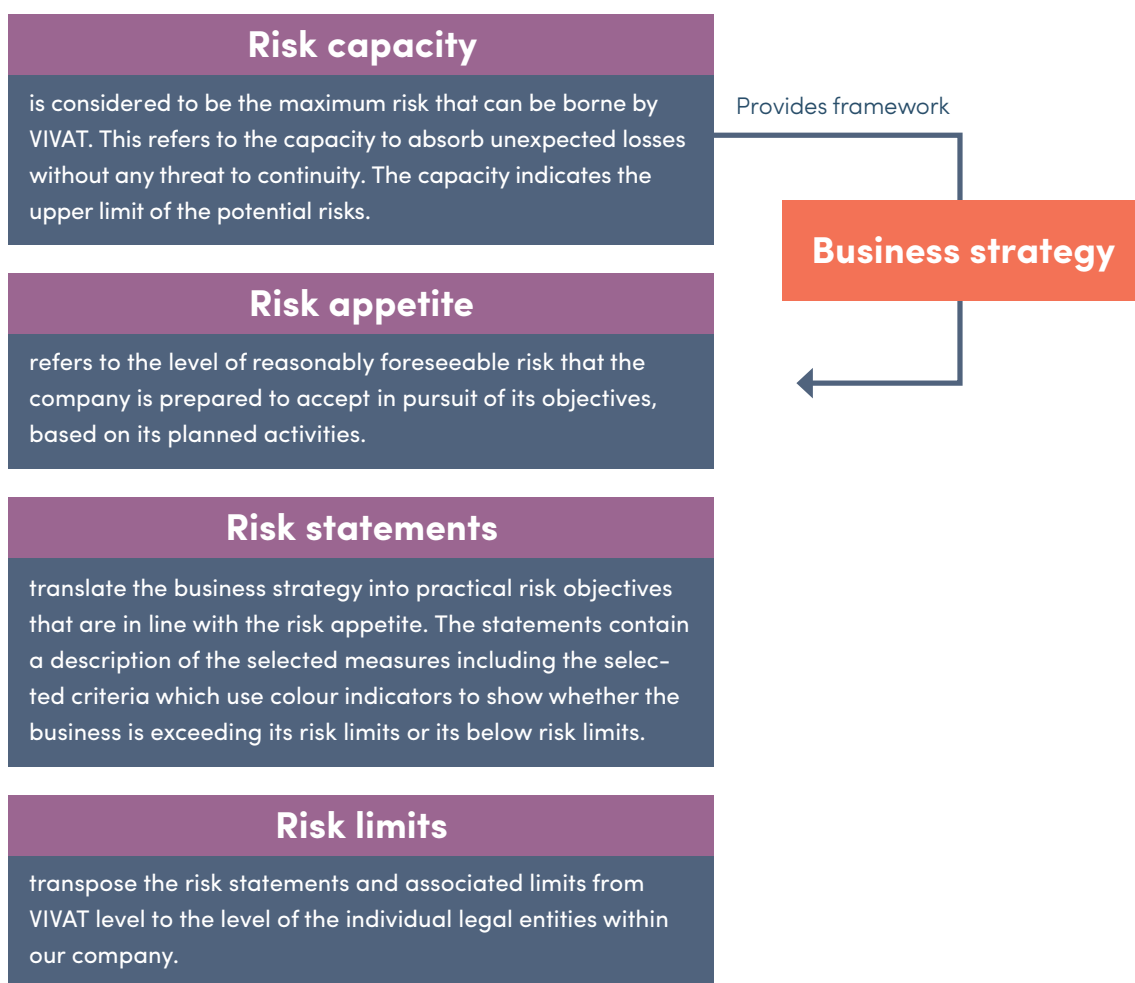 Risk capacity
is considered to be the maximum risk that can be borne by
VIVAT. This refers to the capacity to absorb unexpected losses
without any threat to continuity. The capacity indicates the
upper limit of the potential risks.
Provides framework
Business strategy
Risk appetite
refers to the level of reasonably foreseeable risk that the
company is prepared to accept in pursuit of its objectives,
based on its planned activities.
Risk statements
translate the business strategy into practical risk objectives
that are in line with the risk appetite. The statements contain
a description of the selected measures including the selec-
ted criteria which use colour indicators to show whether the
business is exceeding its risk limits or its below risk limits.
Risk limits
transpose the risk statements and associated limits from
VIVAT level to the level of the individual legal entities within
our company.